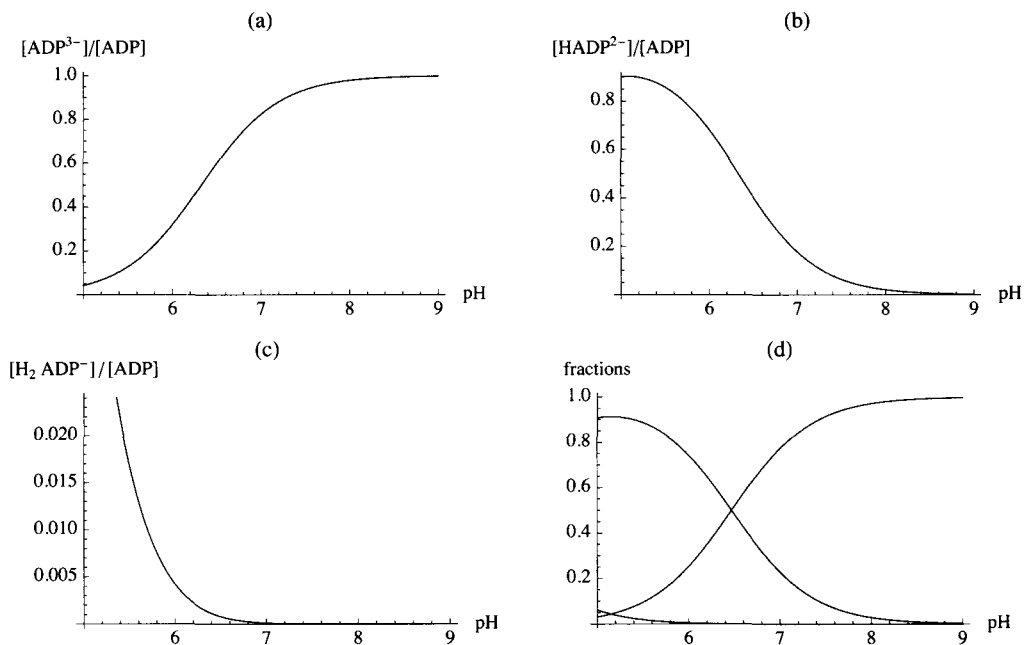 (a)
[ADP³⁻]/[ADP]
1.0
0.8
0.6
0.4
0.2
6 7 8 9 pH
(b)
[HADP²⁻]/[ADP]
0.8
0.6
0.4
0.2
6 7 8 9 pH
(c)
[H₂ ADP⁻]/[ADP]
0.020
0.015
0.010
0.005
6 7 8 9 pH
(d)
fractions
1.0
0.8
0.6
0.4
0.2
6 7 8 9 pH